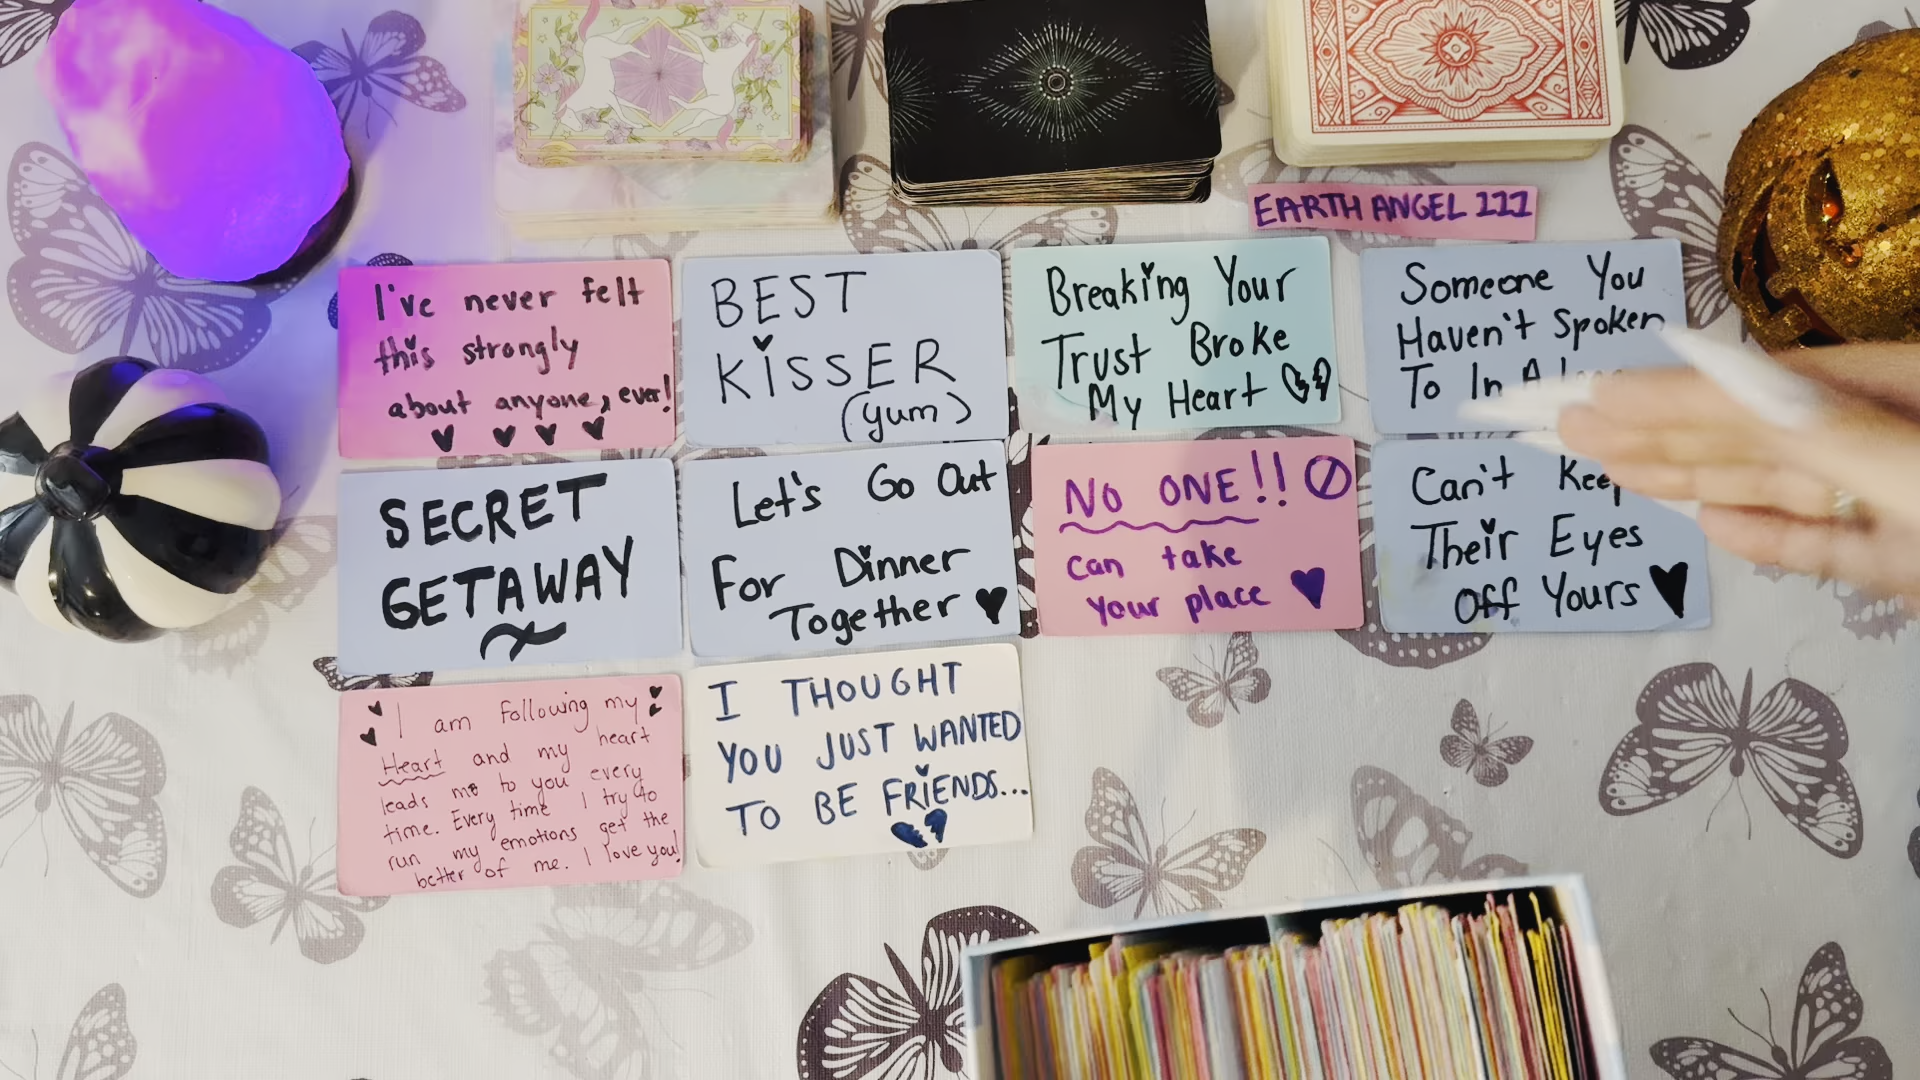 EARTH ANGEL 111
I've never felt
this strongly
about anyone, ever!
BEST
KISSER
(yum)
Breaking Your
Trust Broke
My Heart
Someone You
Haven't Spoken
To In A
SECRET
GETAWAY
Let's Go Out
For Dinner
Together
NO ONE!!
can take
your place
Can't Keep
Their Eyes
Off Yours
I am following my
Heart and my heart
leads me to you every
time. Every time I try to
run my emotions get the
better of me. I love you!
I THOUGHT
YOU JUST WANTED
TO BE FRIENDS...